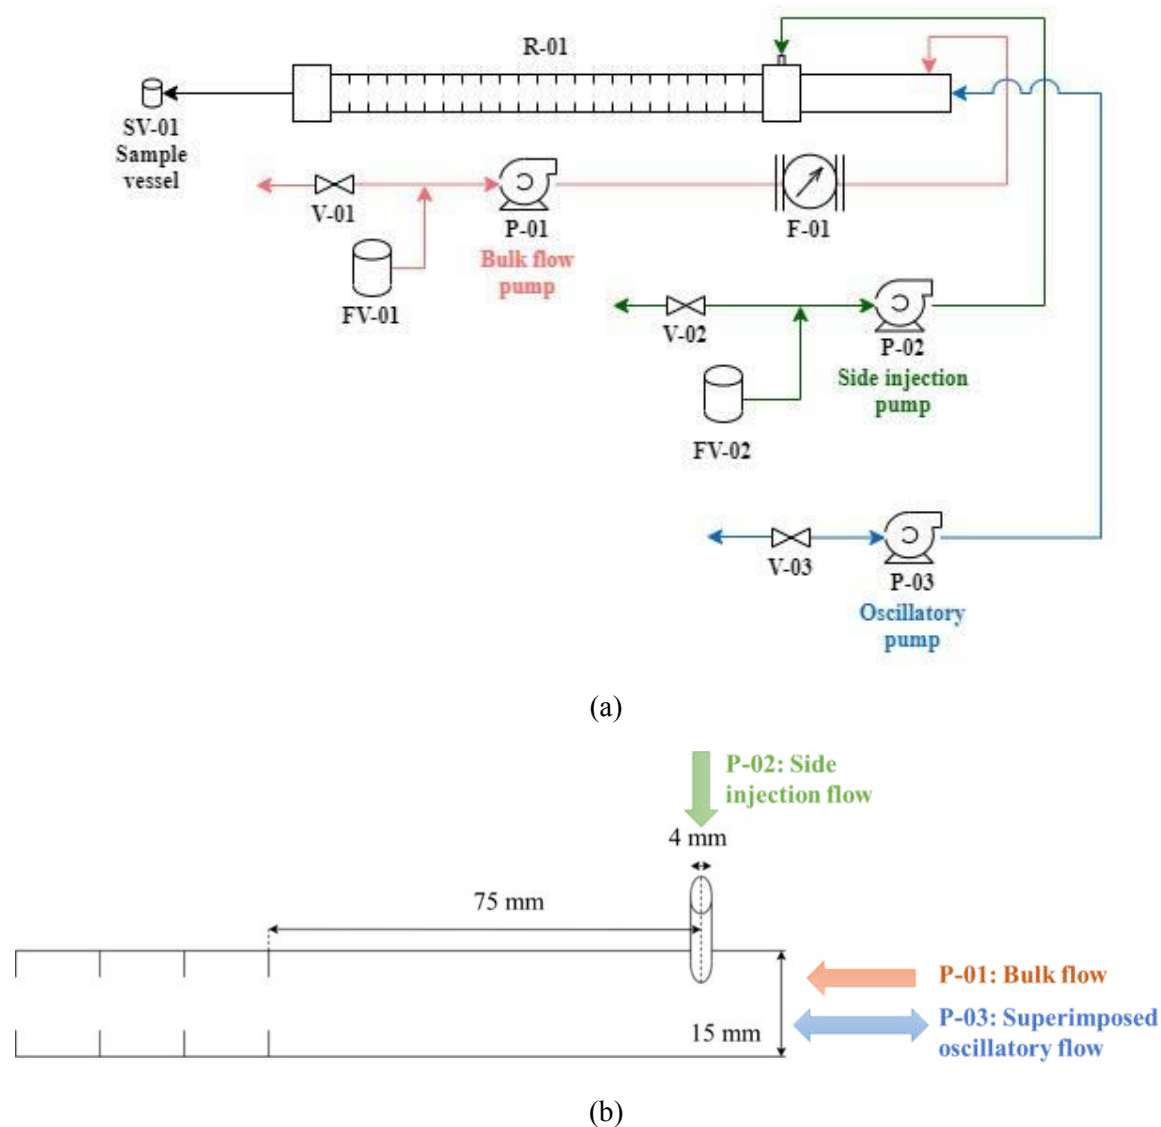 R-01
SV-01
Sample
vessel
V-01
P-01
F-01
Bulk flow
pump
FV-01
V-02
P-02
Side injection
pump
FV-02
V-03
P-03
Oscillatory
pump
(a)
P-02: Side
injection flow
4 mm
75 mm
P-01: Bulk flow
15 mm
P-03: Superimposed
oscillatory flow
(b)